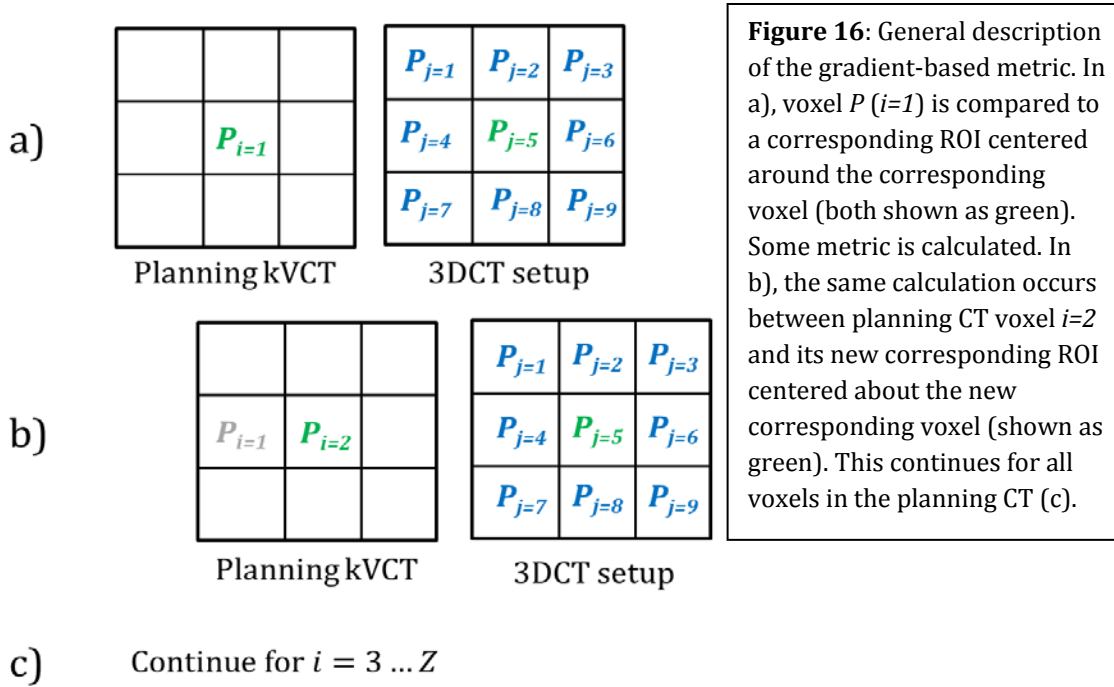 a)
P_{i=1}
P_{j=1} P_{j=2} P_{j=3}
P_{j=4} P_{j=5} P_{j=6}
P_{j=7} P_{j=8} P_{j=9}
Planning kVCT
3DCT setup
b)
P_{i=1} P_{i=2}
P_{j=1} P_{j=2} P_{j=3}
P_{j=4} P_{j=5} P_{j=6}
P_{j=7} P_{j=8} P_{j=9}
Planning kVCT
3DCT setup
c)
Continue for i = 3 … Z
Figure 16: General description
of the gradient-based metric. In
a), voxel P (i=1) is compared to
a corresponding ROI centered
around the corresponding
voxel (both shown as green).
Some metric is calculated. In
b), the same calculation occurs
between planning CT voxel i=2
and its new corresponding ROI
centered about the new
corresponding voxel (shown as
green). This continues for all
voxels in the planning CT (c).